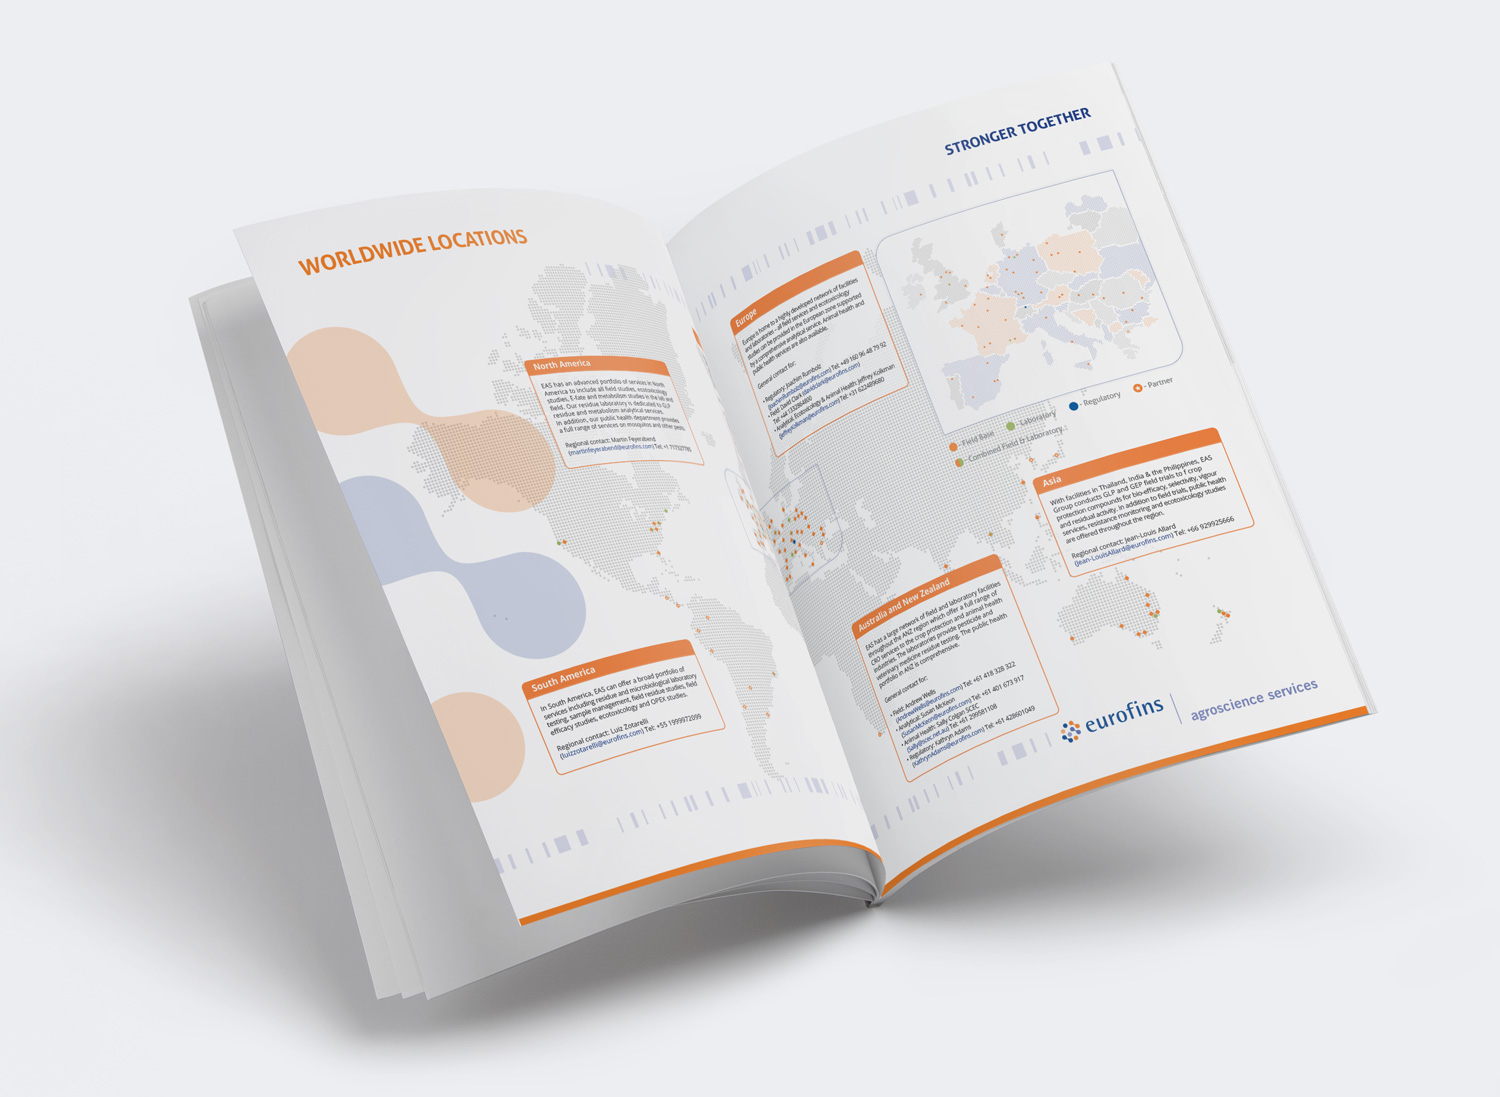 WORLDWIDE LOCATIONS
North America
EAS has an advanced portfolio of services in North
America to include all field studies, ecotoxicology
studies, E-fate and metabolism studies in the lab and
field. Our residue laboratory is dedicated to GLP
residue and metabolism analytical services.
In addition, our public health department provides
a full range of services on mosquitos and other pests.
Regional contact: Martin Feyerabend
(martinfeyerabend@eurofins.com) Tel: +1
South America
In South America, EAS can offer a broad portfolio of
services including residue and microbiological laboratory
testing, sample management, field residue studies, field
efficacy studies, ecotoxicology and OPEX studies.
Regional contact: Luiz Zotarelli
(luizzotarelli@eurofins.com) Tel: +55 1999972099
STRONGER TOGETHER
Europe
Europe is home to a highly developed network of facilities
and laboratories - all field services and ecotoxicology
studies can be provided in the European zone supported
by a comprehensive analytical service. Animal health and
public health services are also available.
General contact for:
• Regulatory: Joachim Rumbolz
(JoachimRumbolz@eurofins.com) Tel: +49 160 96 48 79 92
• Field: David Clark (davidclark@eurofins.com)
Tel: +44 1332864800
• Analytical, Ecotoxicology & Animal Health: Jeffrey Kolkman
(JeffreyKolkman@eurofins.com) Tel: +31 622489680
- Field Base
- Laboratory
- Regulatory
- Partner
- Combined Field & Laboratory
Asia
With facilities in Thailand, India & the Philippines, EAS
Group conducts GLP and GEP field trials to f crop
protection compounds for bio-efficacy, selectivity, vigour
and residual activity. In addition to field trials, public health
services, resistance monitoring and ecotoxicology studies
are offered throughout the region.
Regional contact: Jean-Louis Allard
(Jean-LouisAllard@eurofins.com) Tel: +66 929925666
Australia and New Zealand
EAS has a large network of field and laboratory facilities
throughout the ANZ region which offer a full range of
CRO services to the crop protection and animal health
industries. The laboratories provide pesticide and
veterinary medicine residue testing. The public health
portfolio in ANZ is comprehensive.
General contact for:
• Field: Andrew Wells
(AndrewWells@eurofins.com) Tel: +61 418 328 322
• Analytical: Susan McKeon
(SusanMcKeon@eurofins.com) Tel: +61 401 673 917
• Animal Health: Sally Colgan SCEC
(Sally@scec.net.au) Tel: +61 299581108
• Regulatory: Kathryn Adams
(KathrynAdams@eurofins.com) Tel: +61 428601049
eurofins
agroscience services